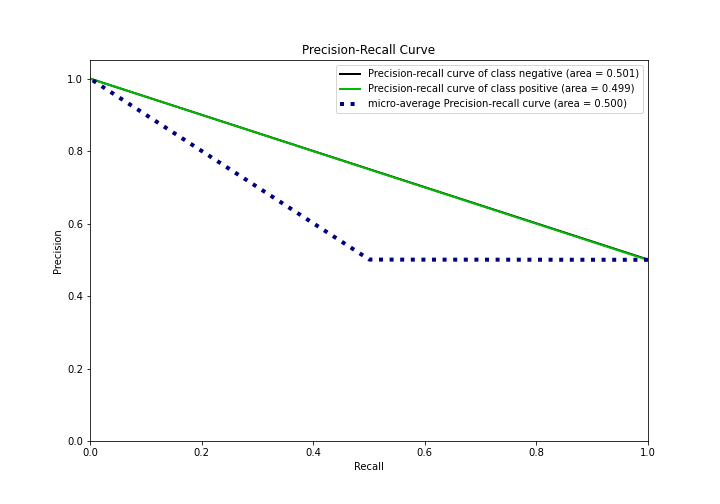 Precision-Recall Curve
Precision-recall curve of class negative (area = 0.501)
Precision-recall curve of class positive (area = 0.499)
micro-average Precision-recall curve (area = 0.500)
Precision
1.0
0.8
0.6
0.4
0.2
0.0
0.0 0.2 0.4 0.6 0.8 1.0
Recall